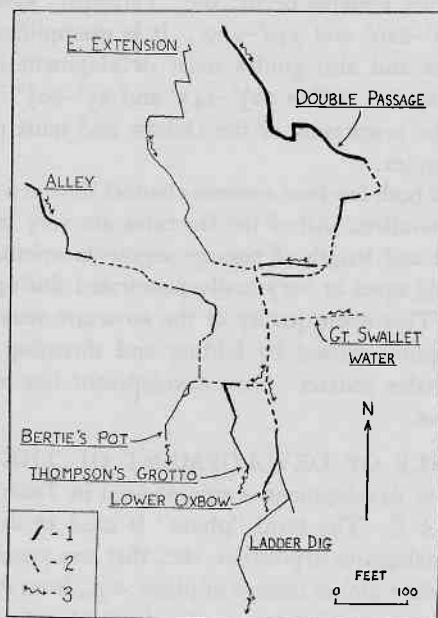 E. EXTENSION
DOUBLE PASSAGE
ALLEY
GT. SWALLET
WATER
N
BERTIE'S POT
THOMPSON'S GROTTO
LOWER OXBOW
LADDER DIG
FEET
0 100
- 1
- 2
- 3